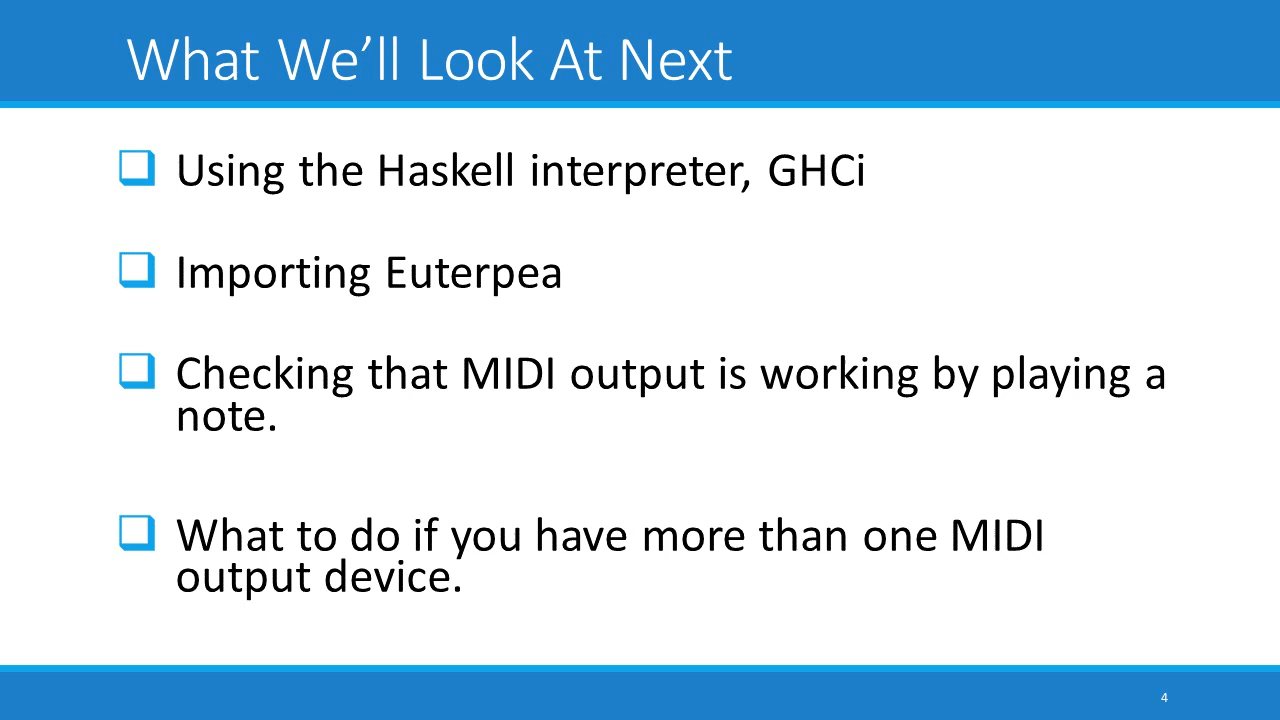 What We’ll Look At Next
Using the Haskell interpreter, GHCi
Importing Euterpea
Checking that MIDI output is working by playing a
note.
What to do if you have more than one MIDI
output device.
4